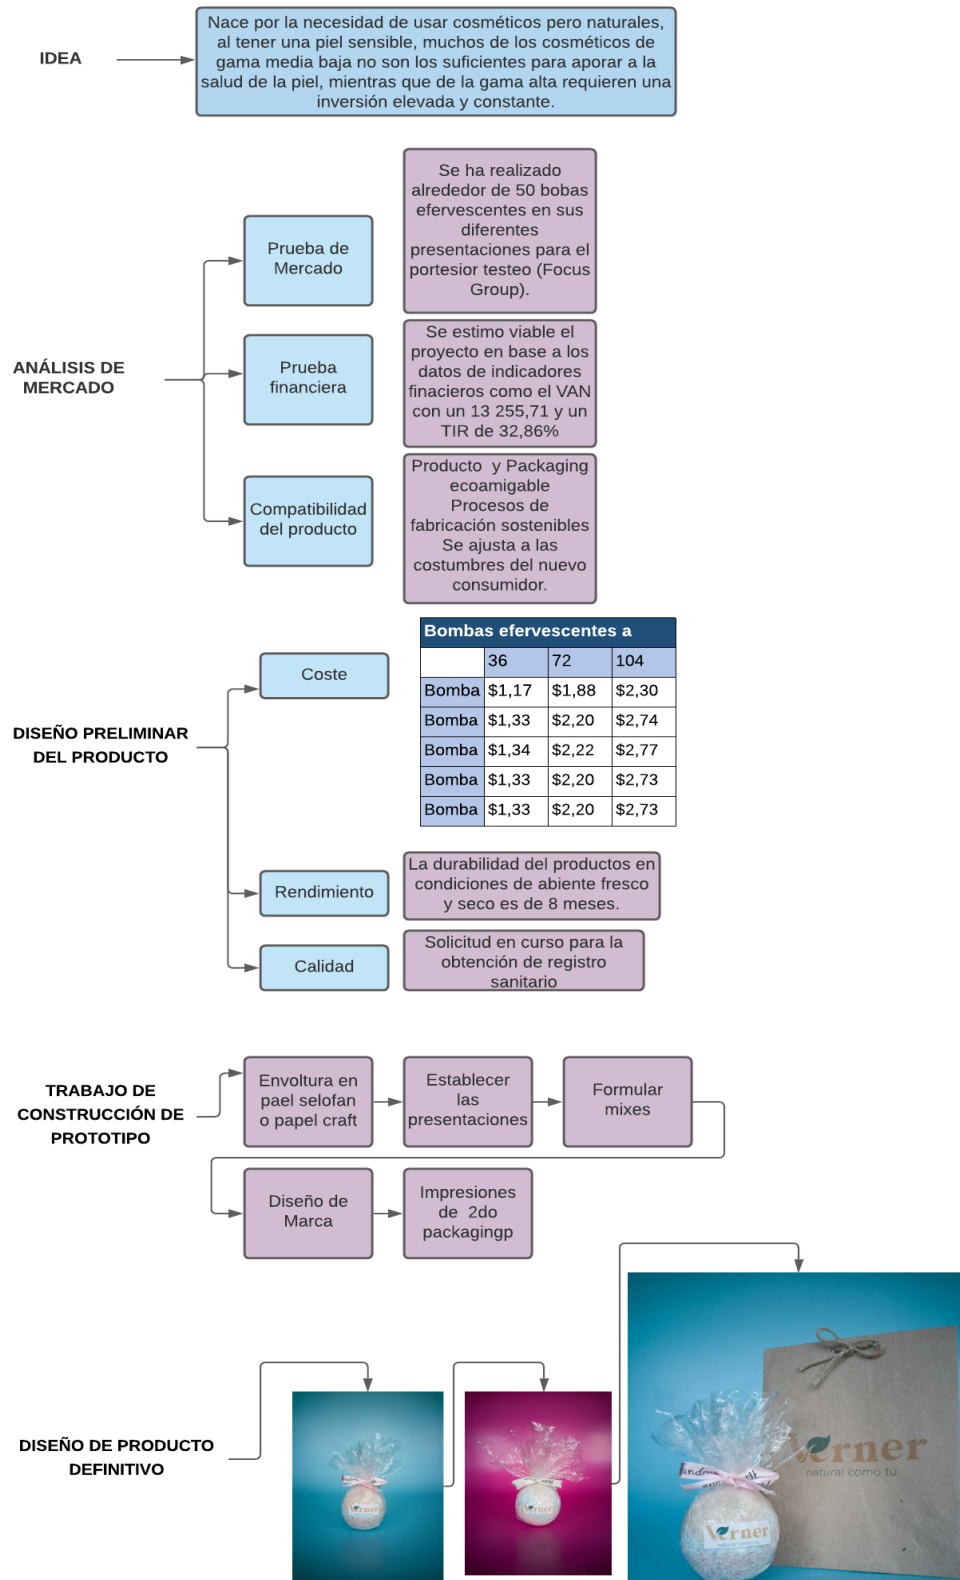 IDEA
Nace por la necesidad de usar cosméticos pero naturales,
al tener una piel sensible, muchos de los cosméticos de
gama media baja no son los suficientes para aporar a la
salud de la piel, mientras que de la gama alta requieren una
inversión elevada y constante.
ANÁLISIS DE
MERCADO
Prueba de
Mercado
Se ha realizado
alrededor de 50 bobas
efervescentes en sus
diferentes
presentaciones para el
portesior testeo (Focus
Group).
Prueba
financiera
Se estimo viable el
proyecto en base a los
datos de indicadores
finacieros como el VAN
con un 13 255,71 y un
TIR de 32,86%
Compatibilidad
del producto
Producto y Packaging
ecoamigable
Procesos de
fabricación sostenibles
Se ajusta a las
costumbres del nuevo
consumidor.
DISEÑO PRELIMINAR
DEL PRODUCTO
Coste
Bombas efervescentes a
36 72 104
Bomba $1,17 $1,88 $2,30
Bomba $1,33 $2,20 $2,74
Bomba $1,34 $2,22 $2,77
Bomba $1,33 $2,20 $2,73
Bomba $1,33 $2,20 $2,73
Rendimiento
La durabilidad del productos en
condiciones de abiente fresco
y seco es de 8 meses.
Calidad
Solicitud en curso para la
obtención de registro
sanitario
TRABAJO DE
CONSTRUCCIÓN DE
PROTOTIPO
Envoltura en
pael selofan
o papel craft
Establecer
las
presentaciones
Formular
mixes
Diseño de
Marca
Impresiones
de 2do
packagingp
DISEÑO DE PRODUCTO
DEFINITIVO
Verner
Verner
Verner
natural como tú
Verner